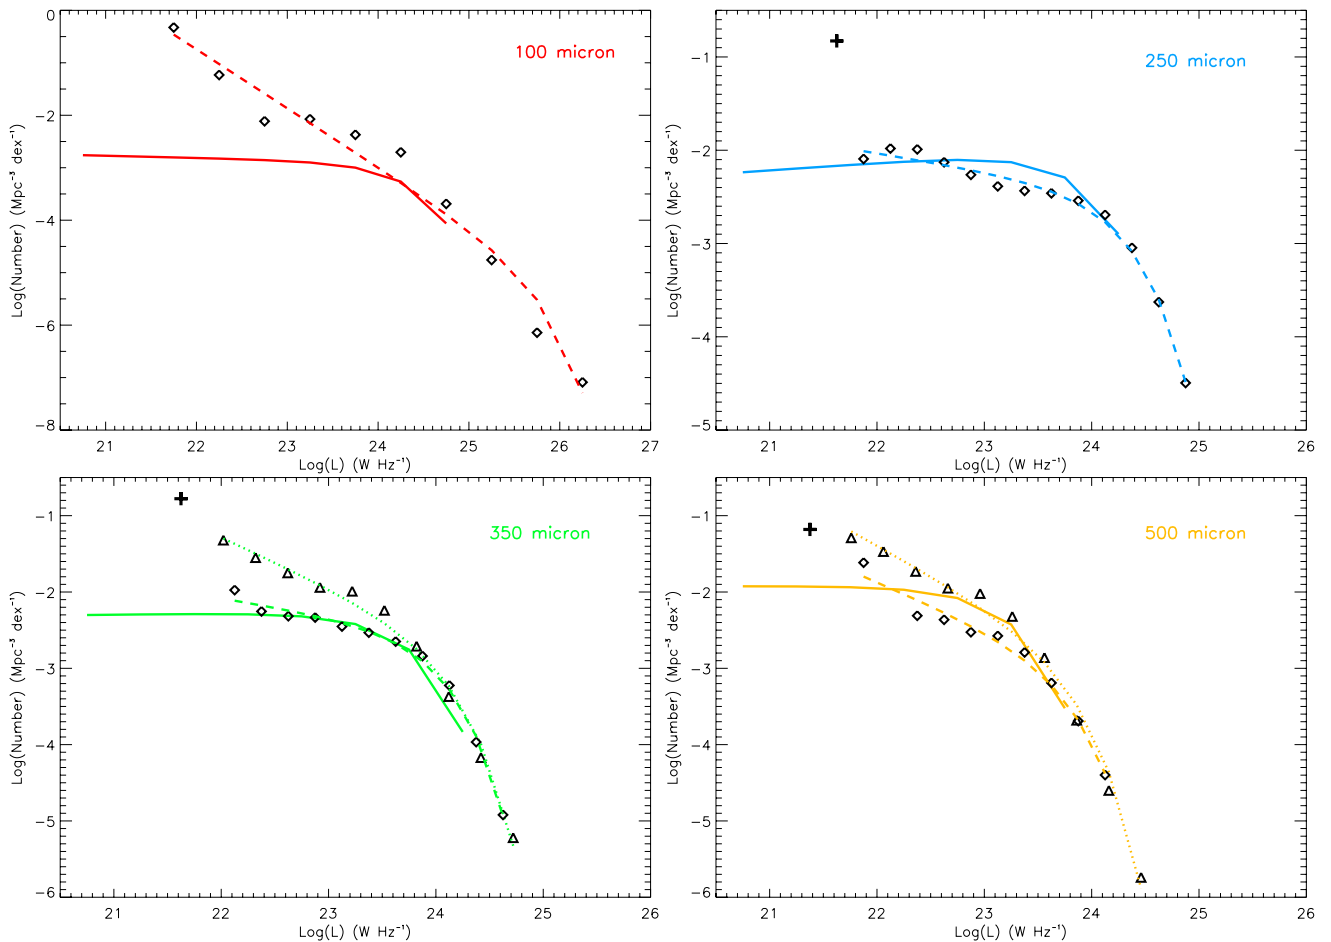 0
-2
-4
-6
-8
Log(Number) (Mpc⁻³ dex⁻¹)
100 micron
21 22 23 24 25 26 27
Log(L) (W Hz⁻¹)
-1
-2
-3
-4
-5
Log(Number) (Mpc⁻³ dex⁻¹)
250 micron
21 22 23 24 25 26
Log(L) (W Hz⁻¹)
-1
-2
-3
-4
-5
-6
Log(Number) (Mpc⁻³ dex⁻¹)
350 micron
21 22 23 24 25 26
Log(L) (W Hz⁻¹)
-1
-2
-3
-4
-5
-6
Log(Number) (Mpc⁻³ dex⁻¹)
500 micron
21 22 23 24 25 26
Log(L) (W Hz⁻¹)